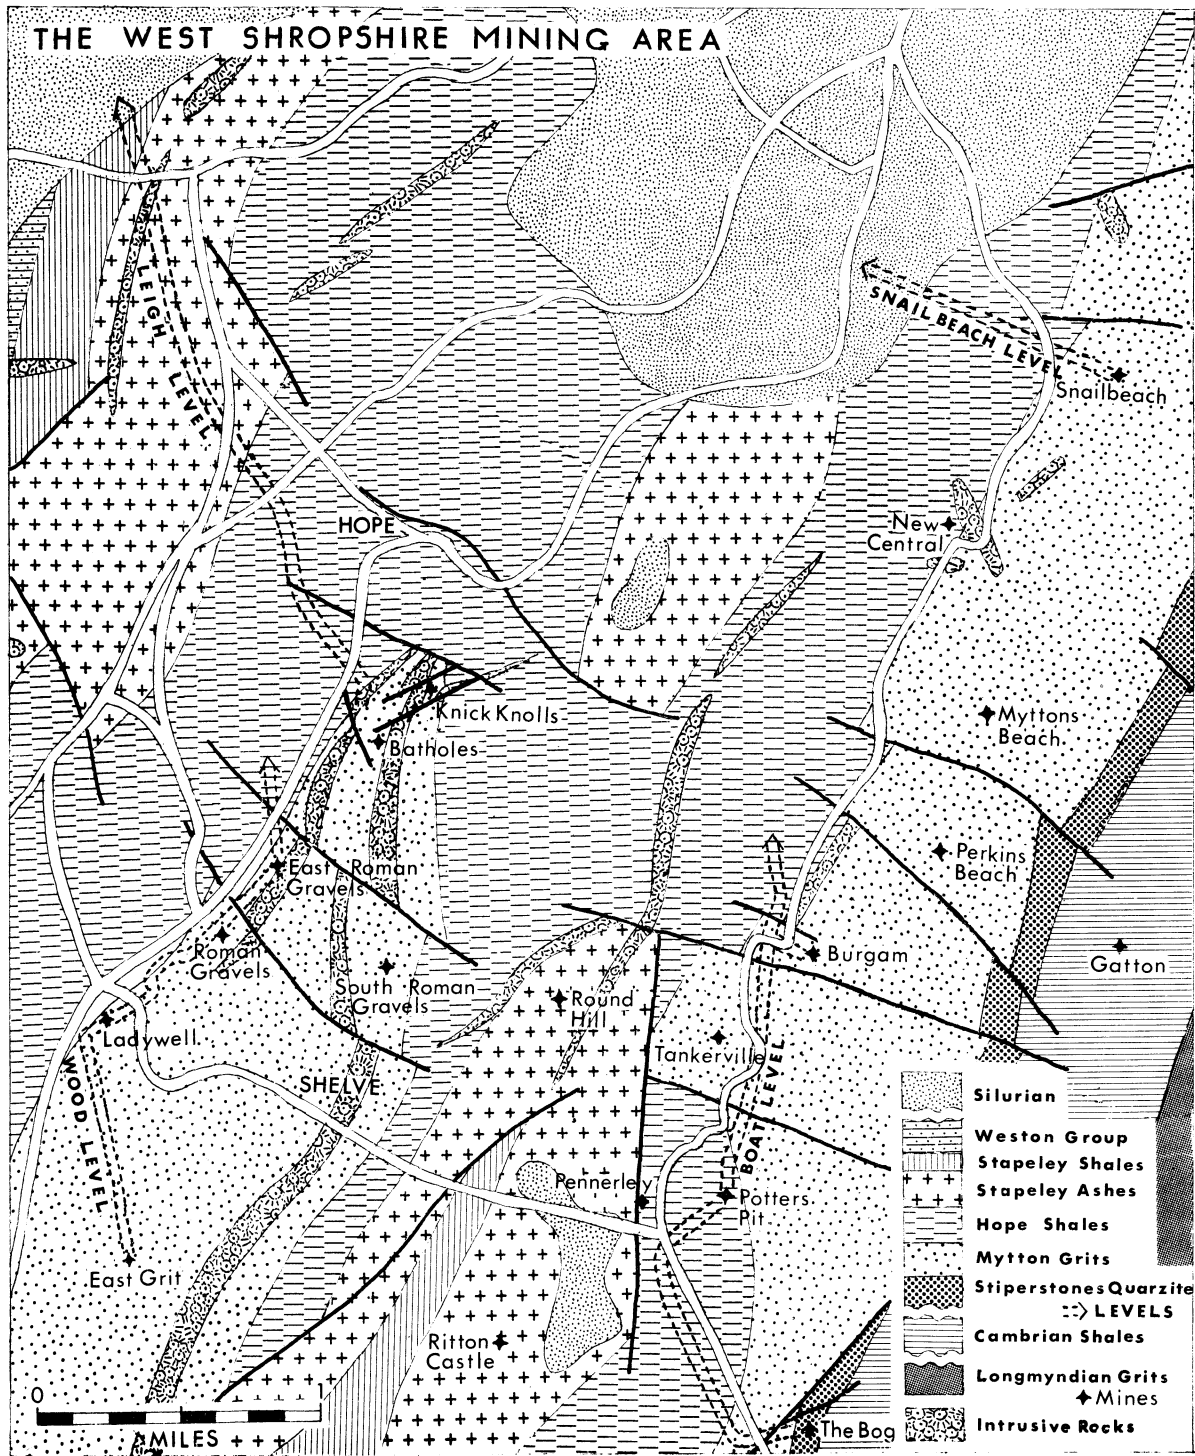 THE WEST SHROPSHIRE MINING AREA
LEIGH LEVEL
SNAILBEACH LEVEL
Snailbeach
New
Central
HOPE
Knick Knolls
Batholes
Myttons
Beach
Perkins
Beach
East Roman
Gravels
Roman
Gravels
South Roman
Gravels
Burgam
Gatton
Round
Hill
Ladywell
Tankerville
SHELVE
WOOD LEVEL
BOAT LEVEL
Pennerley
Potters
Pit
East Grit
Ritton
Castle
The Bog
Silurian
Weston Group
Stapeley Shales
Stapeley Ashes
Hope Shales
Mytton Grits
Stiperstones Quarzite
LEVELS
Cambrian Shales
Longmyndian Grits
Mines
Intrusive Rocks
0 1
MILES